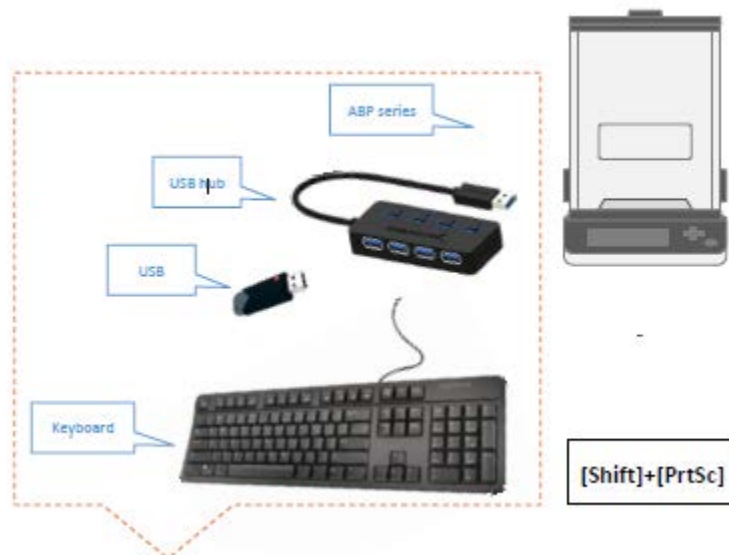 ABP series
USB hub
USB
Keyboard
[Shift]+[PrtSc]